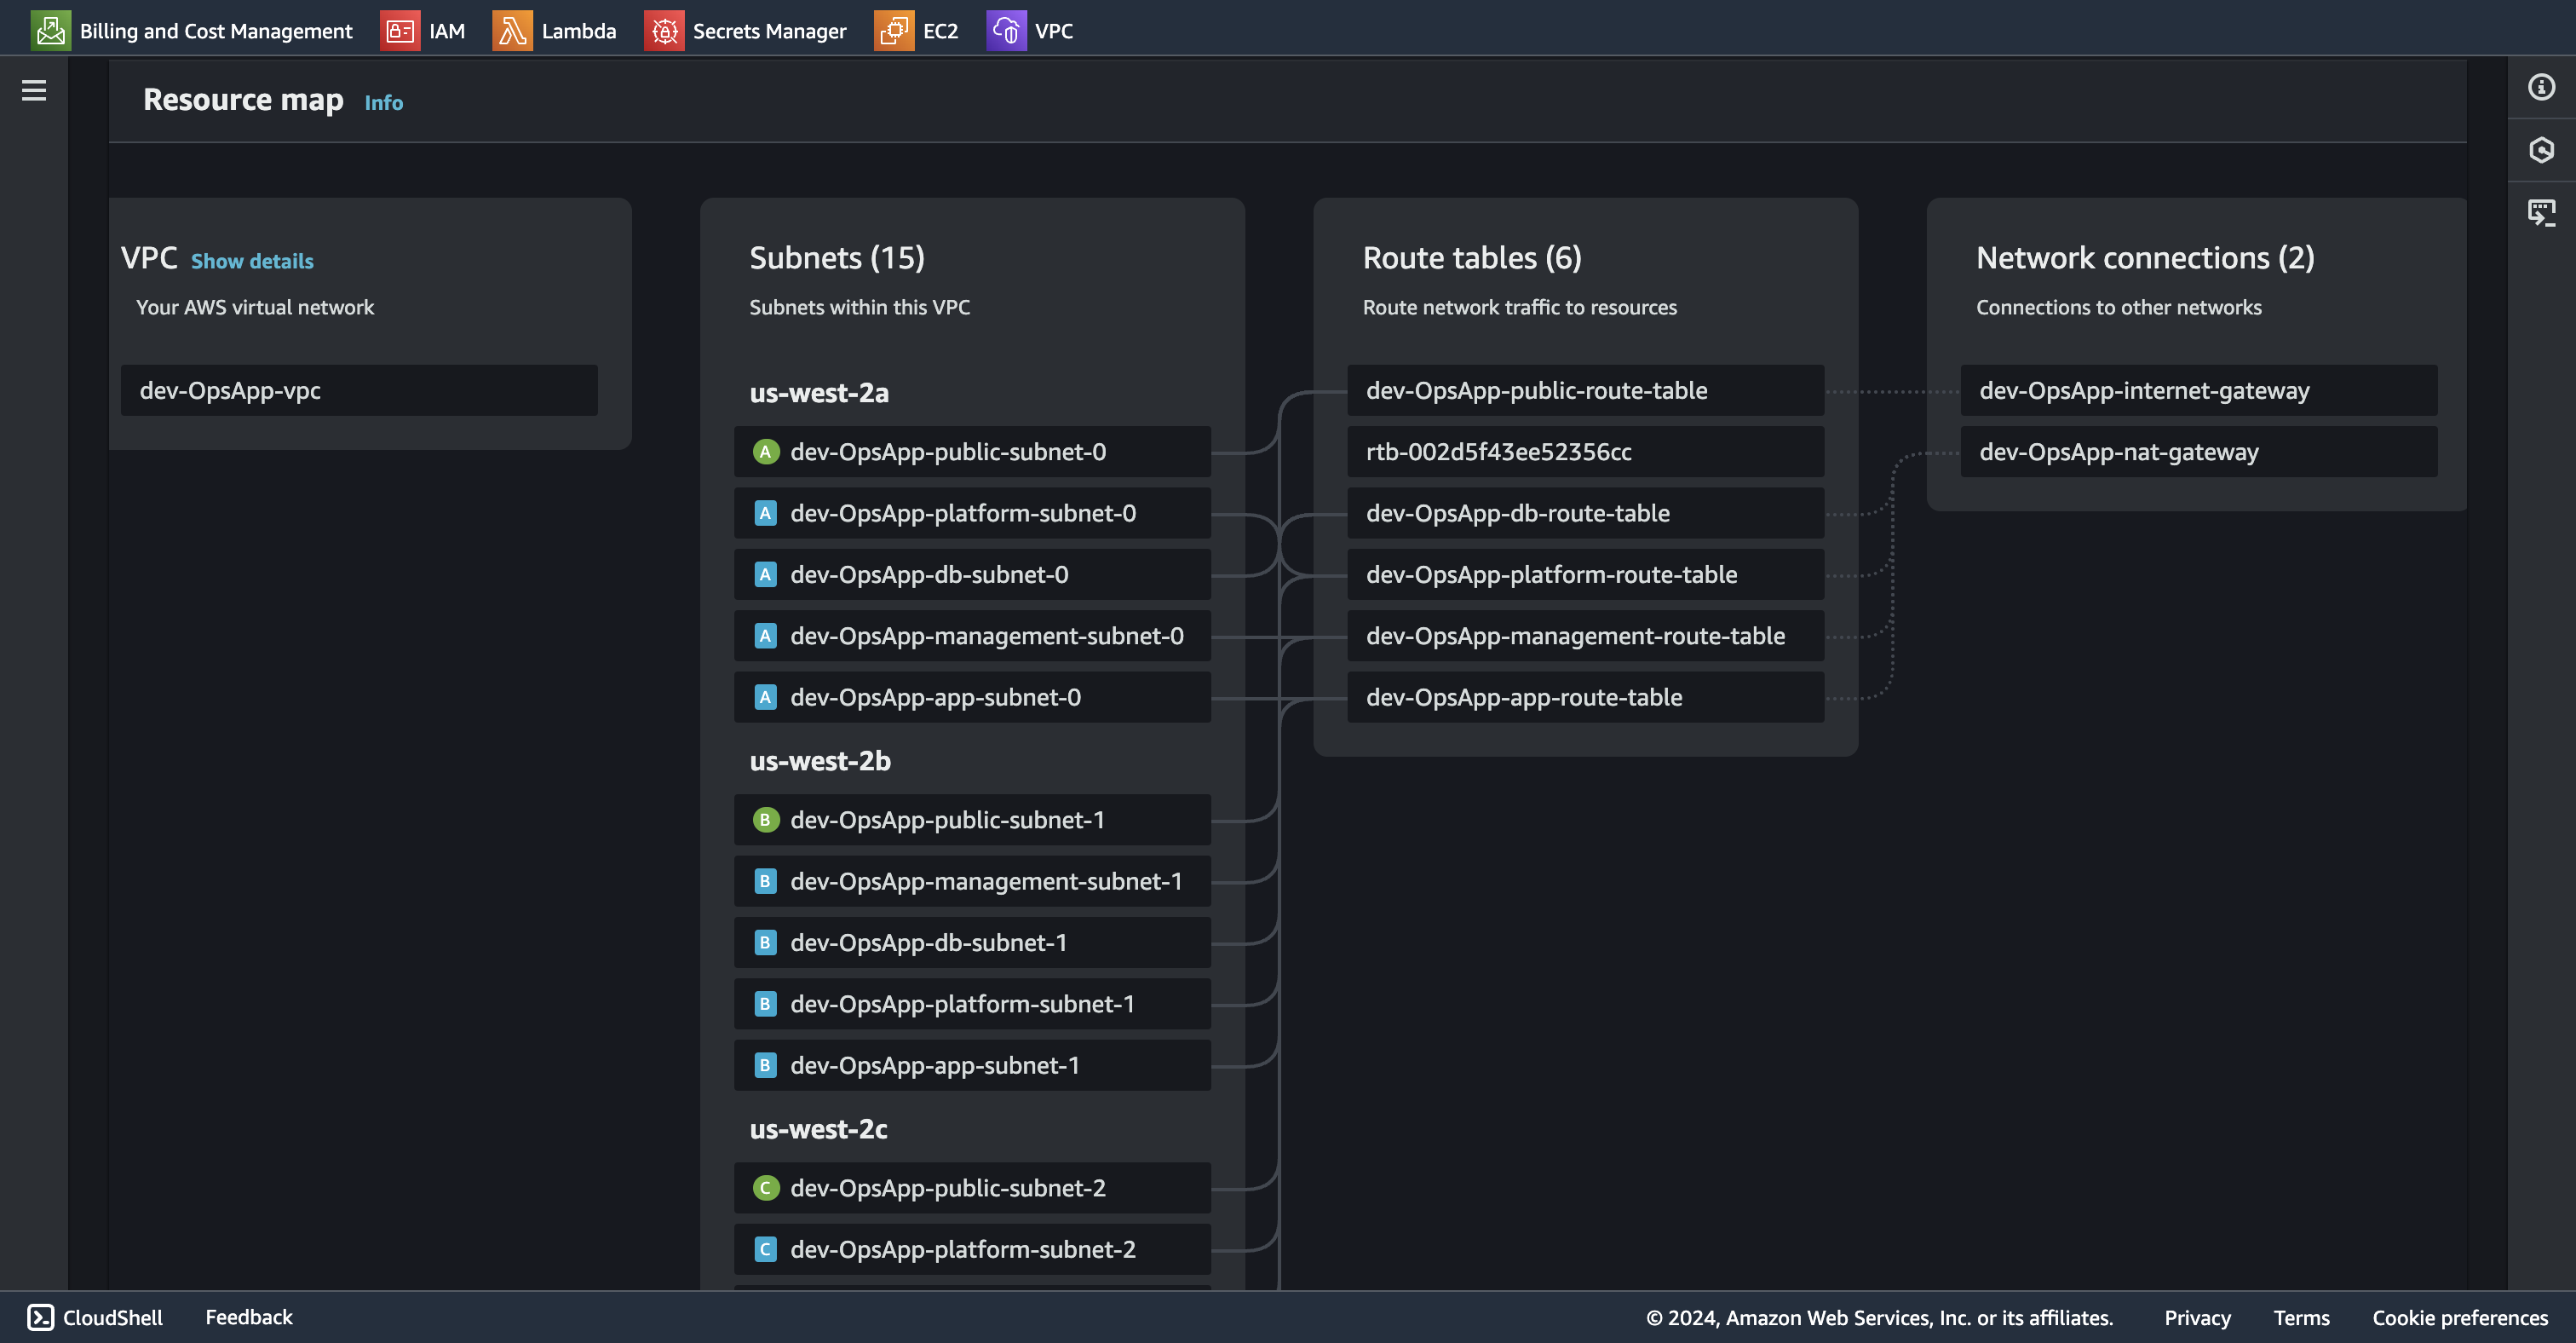 Billing and Cost Management IAM Lambda Secrets Manager EC2 VPC
Resource map Info
VPC Show details
Your AWS virtual network
dev-OpsApp-vpc
Subnets (15)
Subnets within this VPC
us-west-2a
A dev-OpsApp-public-subnet-0
A dev-OpsApp-platform-subnet-0
A dev-OpsApp-db-subnet-0
A dev-OpsApp-management-subnet-0
A dev-OpsApp-app-subnet-0
us-west-2b
B dev-OpsApp-public-subnet-1
B dev-OpsApp-management-subnet-1
B dev-OpsApp-db-subnet-1
B dev-OpsApp-platform-subnet-1
B dev-OpsApp-app-subnet-1
us-west-2c
C dev-OpsApp-public-subnet-2
C dev-OpsApp-platform-subnet-2
Route tables (6)
Route network traffic to resources
dev-OpsApp-public-route-table
rtb-002d5f43ee52356cc
dev-OpsApp-db-route-table
dev-OpsApp-platform-route-table
dev-OpsApp-management-route-table
dev-OpsApp-app-route-table
Network connections (2)
Connections to other networks
dev-OpsApp-internet-gateway
dev-OpsApp-nat-gateway
CloudShell Feedback © 2024, Amazon Web Services, Inc. or its affiliates. Privacy Terms Cookie preferences